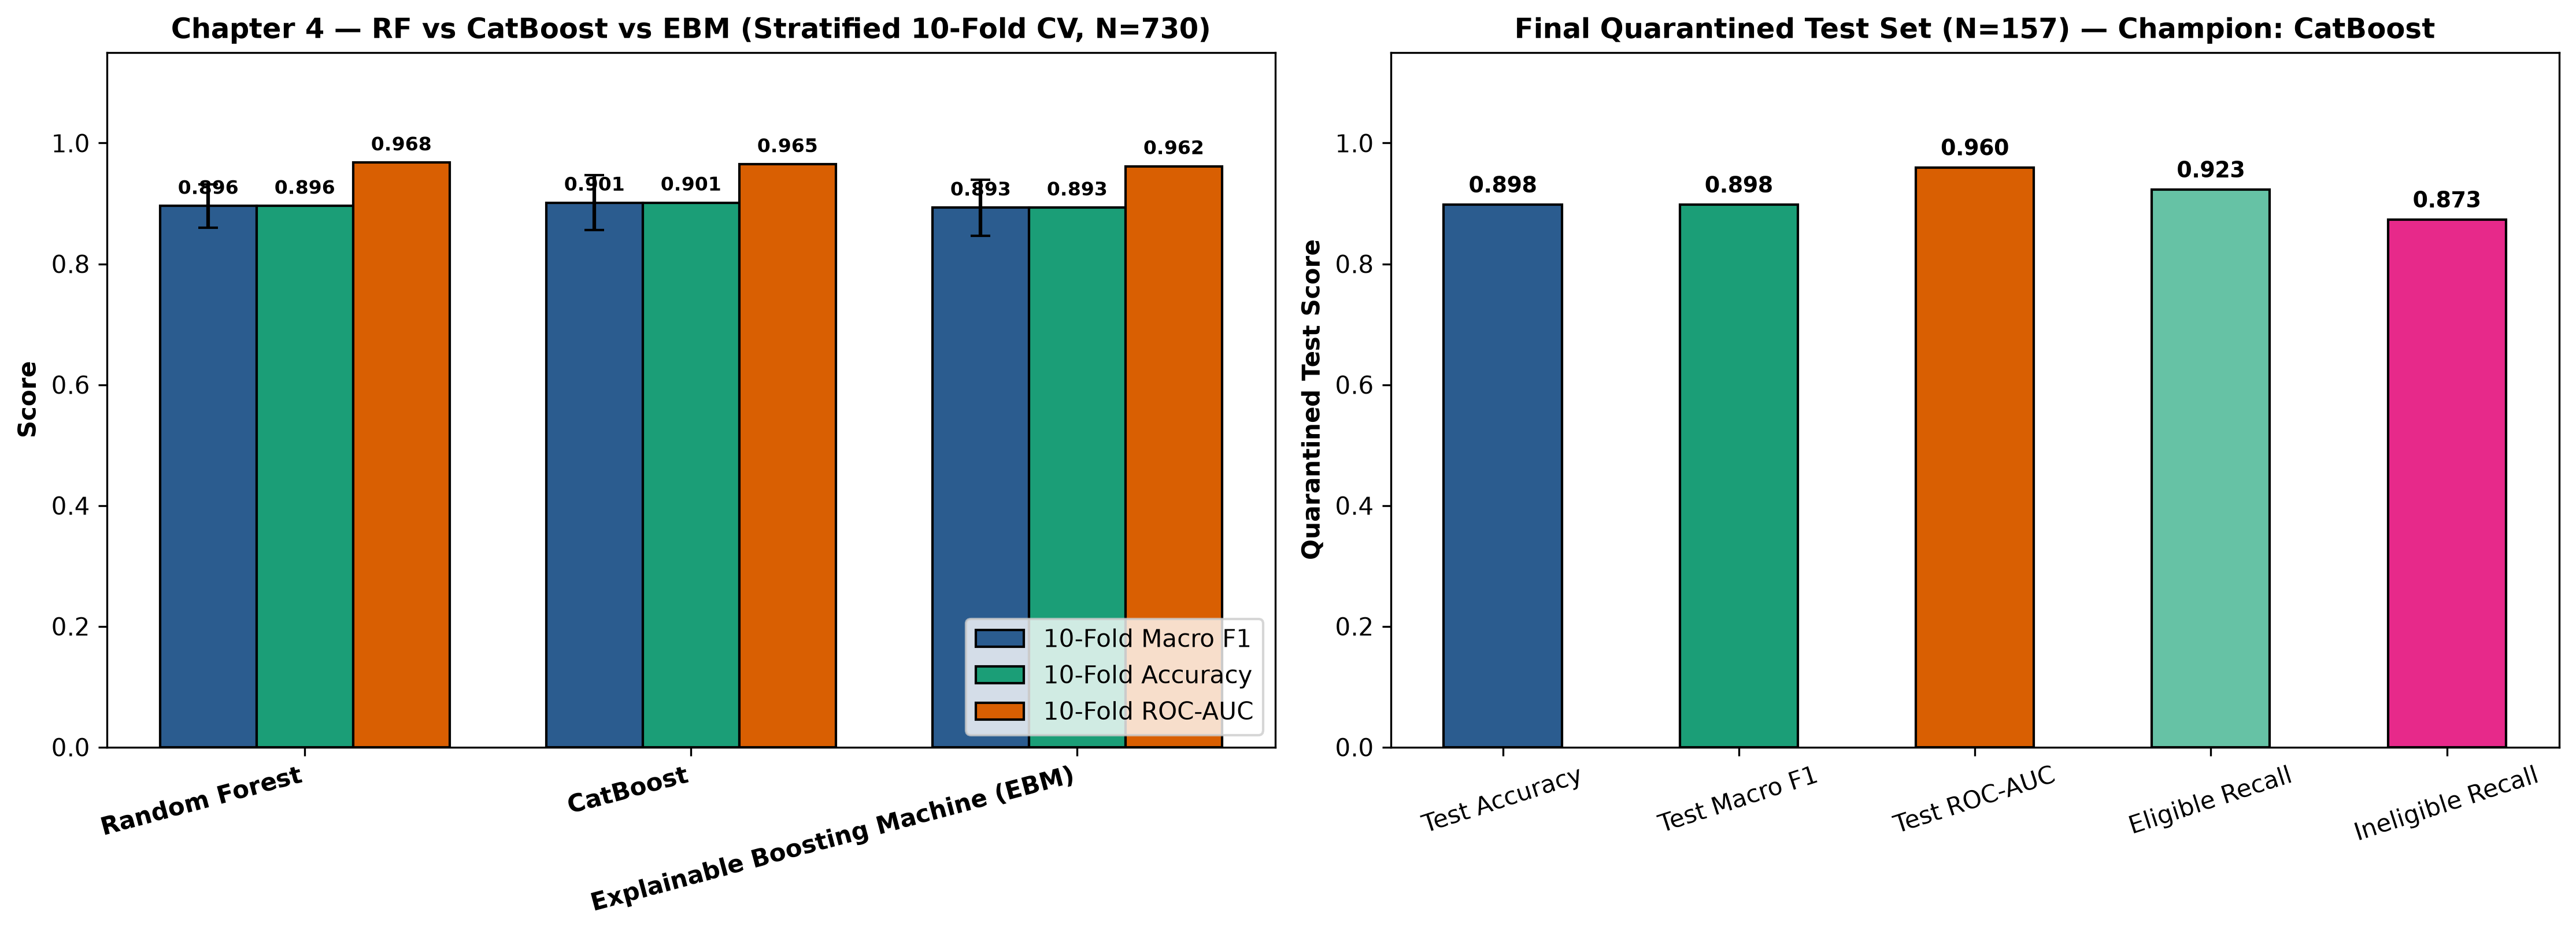 Chapter 4 — RF vs CatBoost vs EBM (Stratified 10-Fold CV, N=730)
Score
1.0
0.8
0.6
0.4
0.2
0.0
0.896
0.896
0.968
0.901
0.901
0.965
0.893
0.893
0.962
10-Fold Macro F1
10-Fold Accuracy
10-Fold ROC-AUC
Random Forest
CatBoost
Explainable Boosting Machine (EBM)
Final Quarantined Test Set (N=157) — Champion: CatBoost
Quarantined Test Score
1.0
0.8
0.6
0.4
0.2
0.0
0.898
0.898
0.960
0.923
0.873
Test Accuracy
Test Macro F1
Test ROC-AUC
Eligible Recall
Ineligible Recall